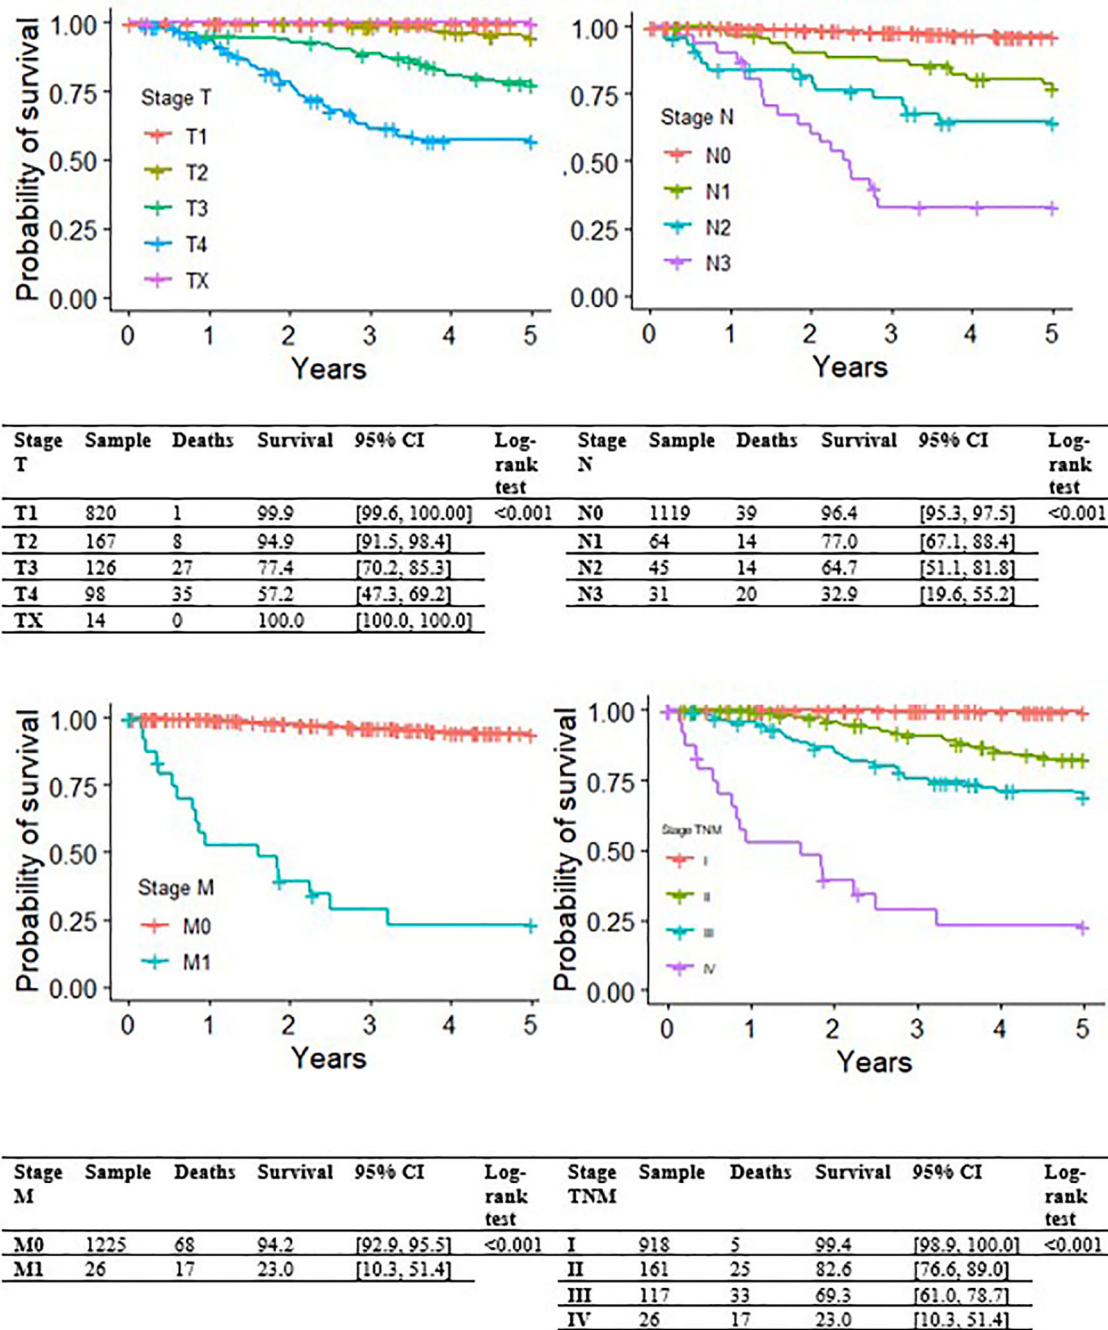 Probability of survival
1.00
0.75
0.50
0.25
0.00
Stage T
T1
T2
T3
T4
TX
0 1 2 3 4 5
Years
1.00
0.75
.50
0.25
0.00
Stage N
N0
N1
N2
N3
0 1 2 3 4 5
Years
Stage T Sample Deaths Survival 95% CI Log-rank test
T1 820 1 99.9 [99.6, 100.00] <0.001
T2 167 8 94.9 [91.5, 98.4]
T3 126 27 77.4 [70.2, 85.3]
T4 98 35 57.2 [47.3, 69.2]
TX 14 0 100.0 [100.0, 100.0]
Stage N Sample Deaths Survival 95% CI Log-rank test
N0 1119 39 96.4 [95.3, 97.5] <0.001
N1 64 14 77.0 [67.1, 88.4]
N2 45 14 64.7 [51.1, 81.8]
N3 31 20 32.9 [19.6, 55.2]
Probability of survival
1.00
0.75
0.50
0.25
0.00
Stage M
M0
M1
0 1 2 3 4 5
Years
Probability of survival
1.00
0.75
0.50
0.25
0.00
Stage TNM
I
II
III
IV
0 1 2 3 4 5
Years
Stage M Sample Deaths Survival 95% CI Log-rank test
M0 1225 68 94.2 [92.9, 95.5] <0.001
M1 26 17 23.0 [10.3, 51.4]
Stage TNM Sample Deaths Survival 95% CI Log-rank test
I 918 5 99.4 [98.9, 100.0] <0.001
II 161 25 82.6 [76.6, 89.0]
III 117 33 69.3 [61.0, 78.7]
IV 26 17 23.0 [10.3, 51.4]